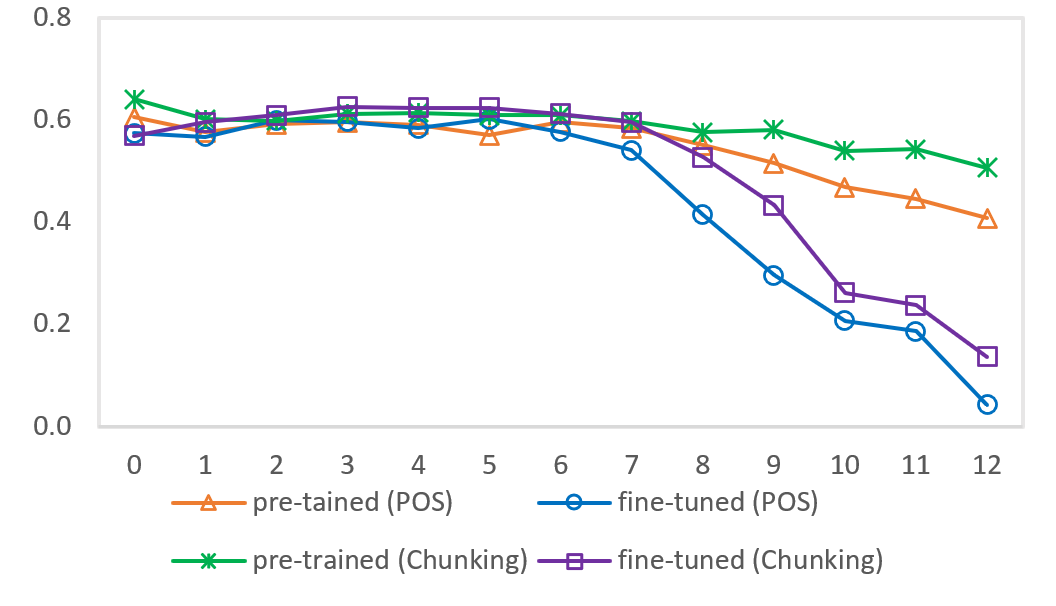 0.8
0.6
0.4
0.2
0.0
0 1 2 3 4 5 6 7 8 9 10 11 12
pre-tained (POS) fine-tuned (POS)
pre-trained (Chunking) fine-tuned (Chunking)